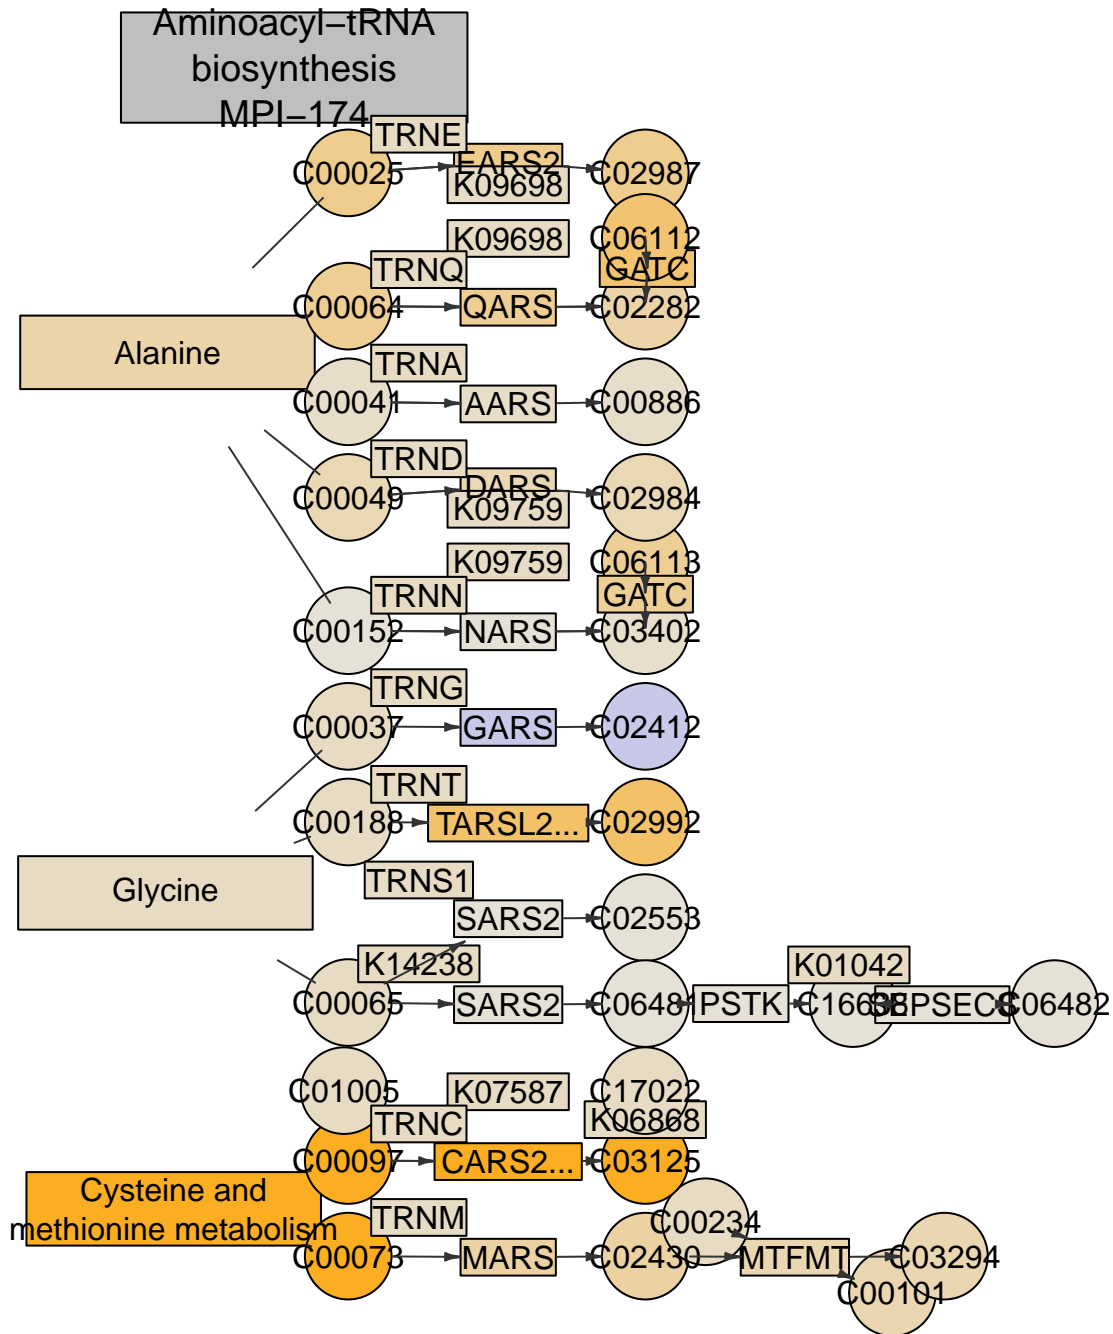 Aminoacyl−tRNA
biosynthesis
MPI−174
TRNE
C00025
EARS2
K09698
C02987
K09698
C06112
TRNQ
GATC
C00064
QARS
C02282
Alanine
TRNA
C00041
AARS
C00886
TRND
C00049
DARS
K09759
C02984
K09759
C06113
TRNN
GATC
C00152
NARS
C03402
TRNG
C00037
GARS
C02412
TRNT
C00188
TARSL2...
C02992
Glycine
TRNS1
SARS2
C02553
K14238
K01042
C00065
SARS2
C06481
PSTK
C16638
SEPSECS
C06482
C01005
K07587
C17022
TRNC
K06868
C00097
CARS2...
C03125
Cysteine and
methionine metabolism
TRNM
C00234
C00073
MARS
C02430
MTFMT
C03294
C00101